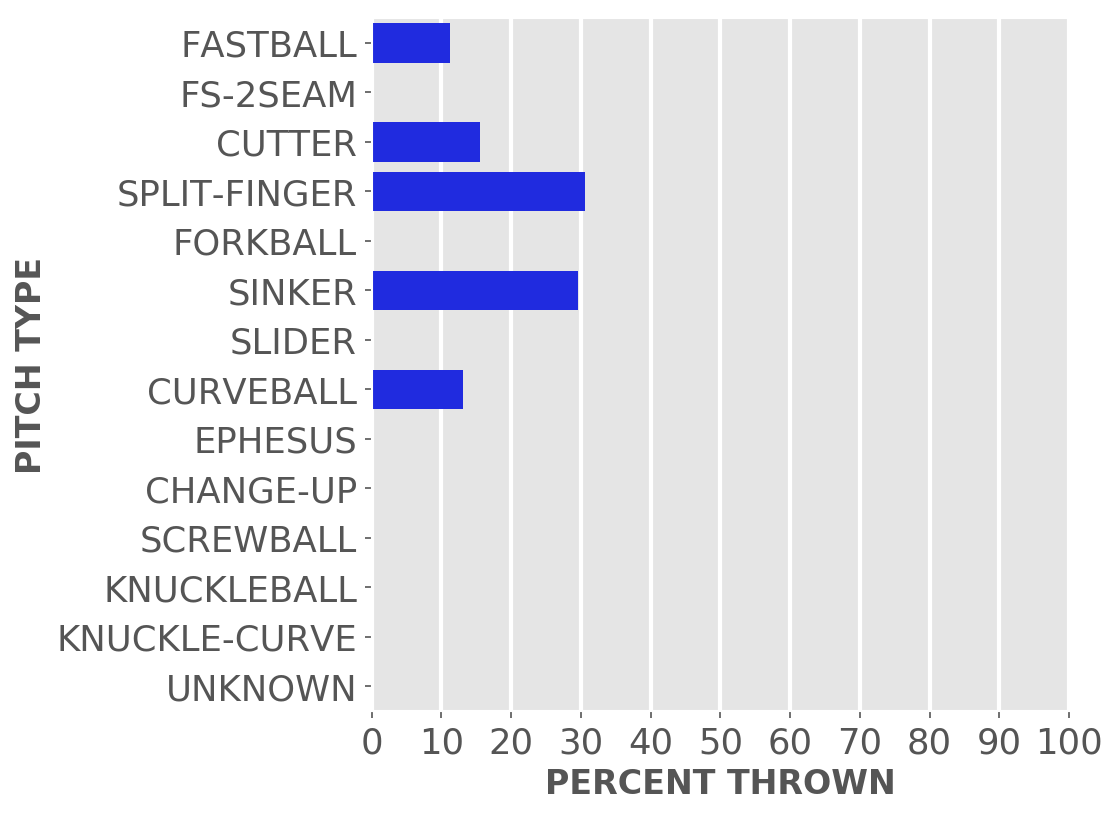 FASTBALL
FS-2SEAM
CUTTER
SPLIT-FINGER
FORKBALL
SINKER
SLIDER
CURVEBALL
EPHESUS
CHANGE-UP
SCREWBALL
KNUCKLEBALL
KNUCKLE-CURVE
UNKNOWN
PITCH TYPE
0 10 20 30 40 50 60 70 80 90 100
PERCENT THROWN